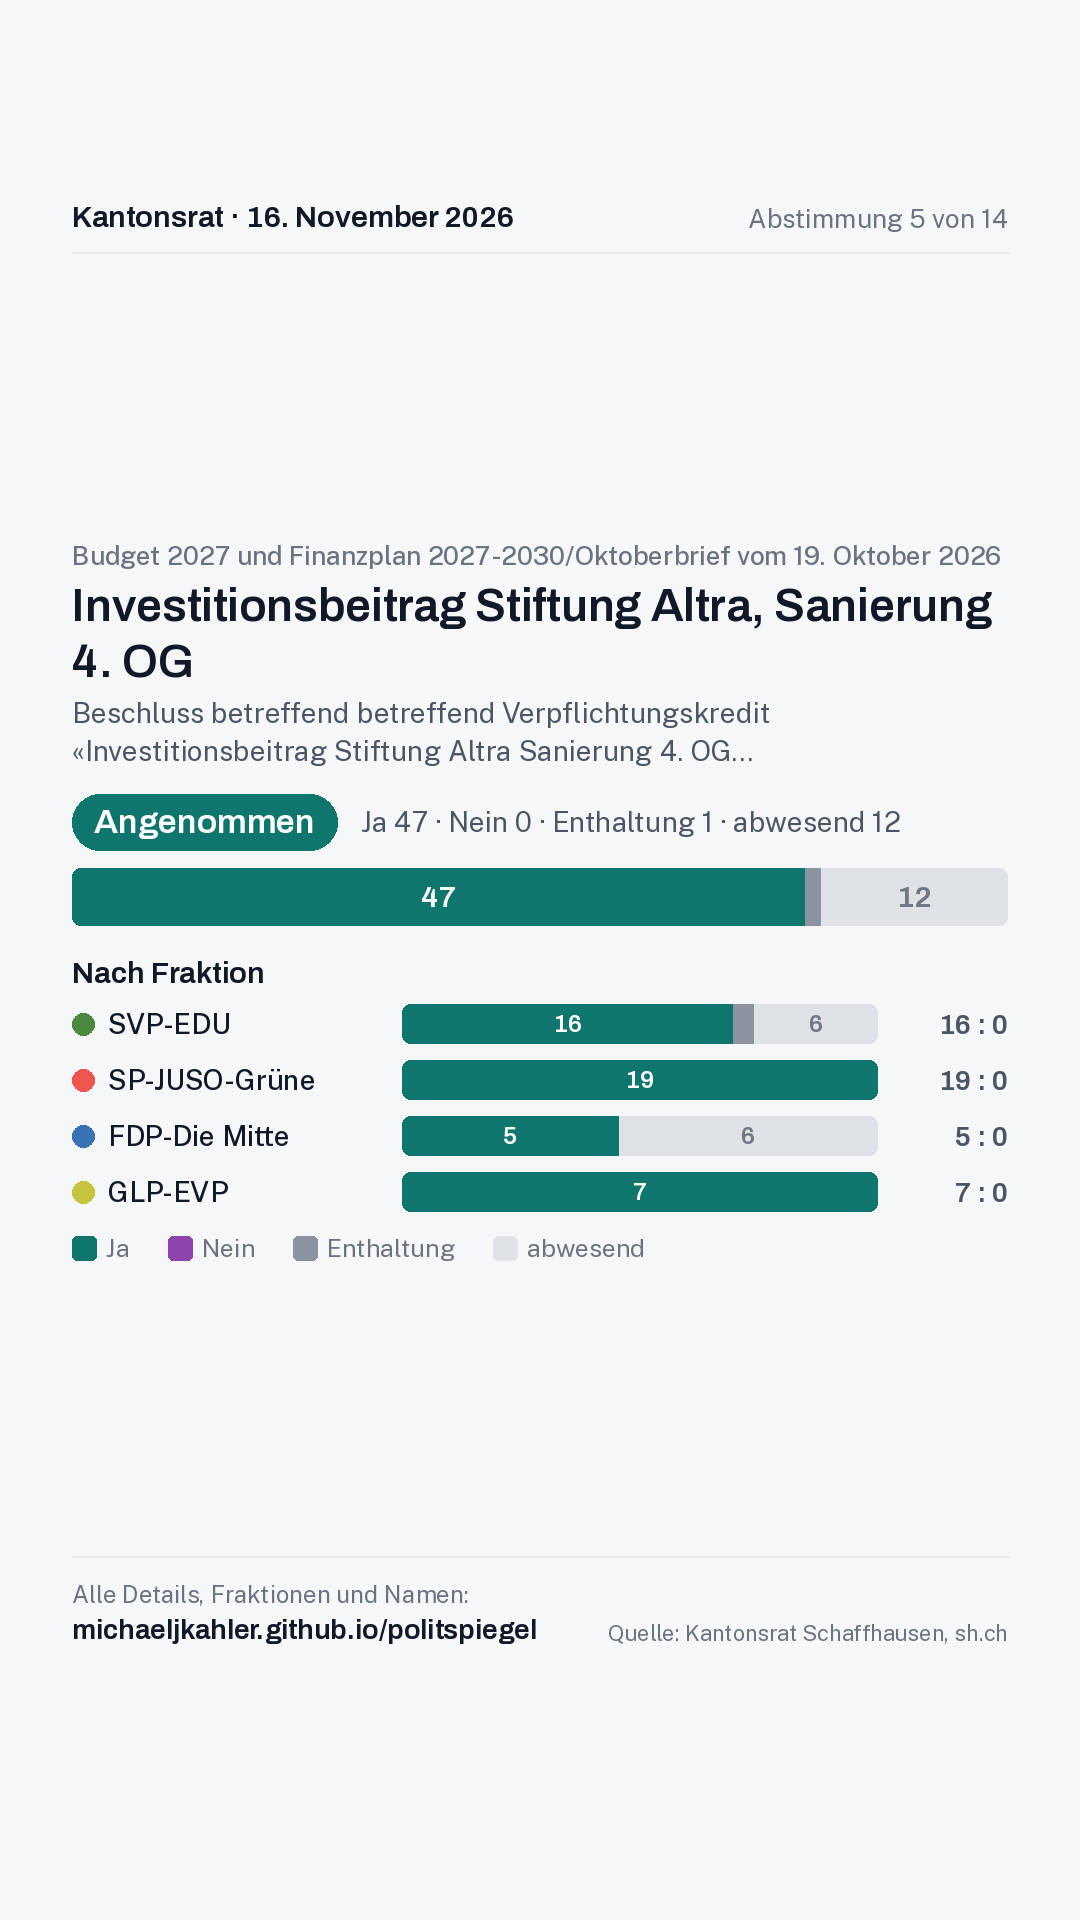 Kantonsrat · 16. November 2026
Abstimmung 5 von 14
Budget 2027 und Finanzplan 2027-2030/Oktoberbrief vom 19. Oktober 2026
Investitionsbeitrag Stiftung Altra, Sanierung
4. OG
Beschluss betreffend betreffend Verpflichtungskredit
«Investitionsbeitrag Stiftung Altra Sanierung 4. OG…
Angenommen
Ja 47 · Nein 0 · Enthaltung 1 · abwesend 12
47 12
Nach Fraktion
SVP-EDU 16 6 16 : 0
SP-JUSO-Grüne 19 19 : 0
FDP-Die Mitte 5 6 5 : 0
GLP-EVP 7 7 : 0
Ja Nein Enthaltung abwesend
Alle Details, Fraktionen und Namen:
michaeljkahler.github.io/politspiegel
Quelle: Kantonsrat Schaffhausen, sh.ch